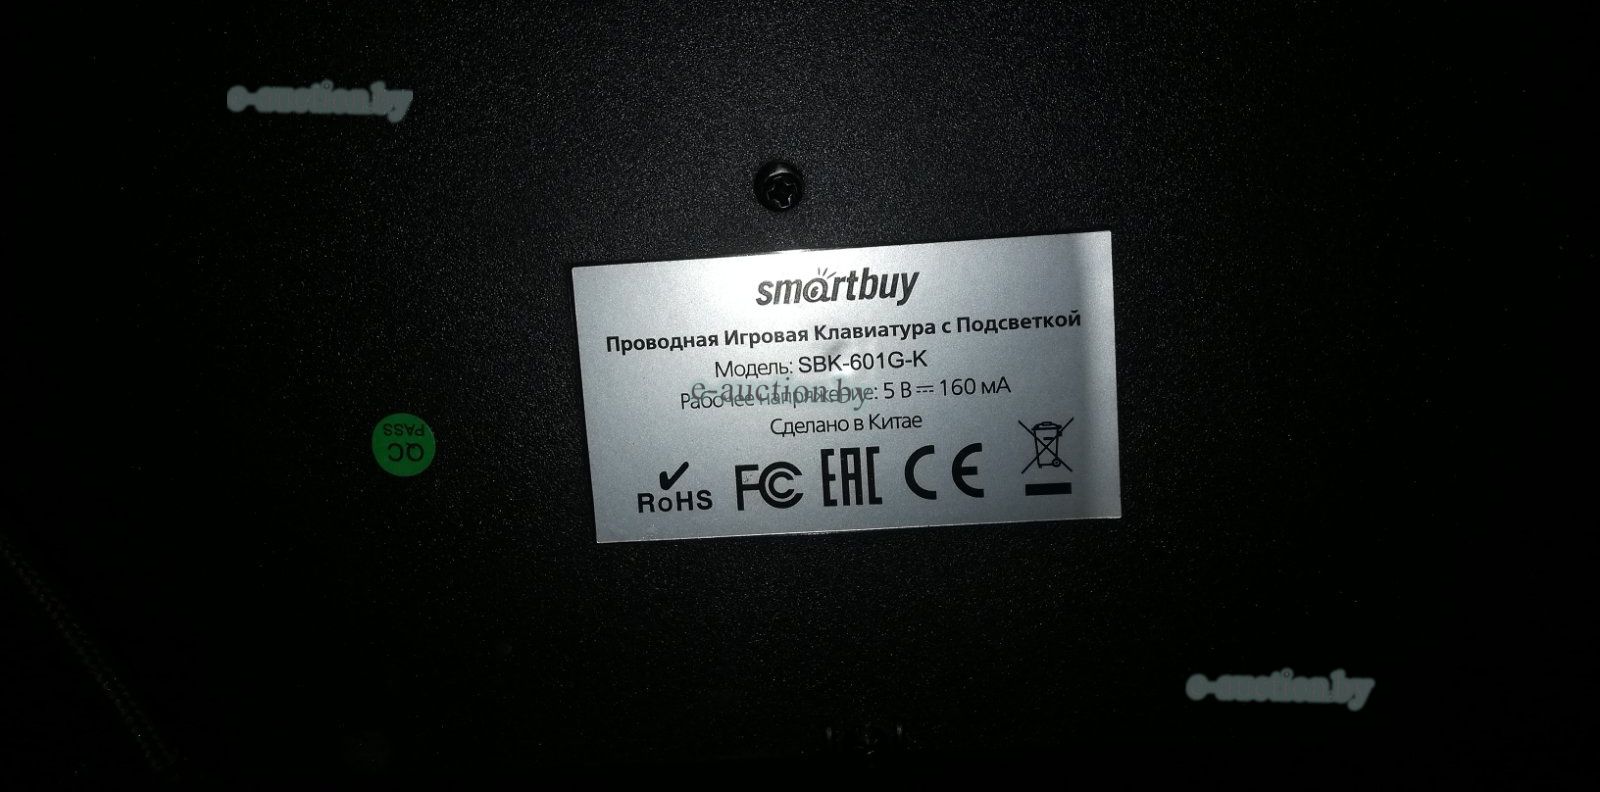 e-auction.by
smartbuy
Проводная Игровая Клавиатура с Подсветкой
Модель: SBK-601G-K
e-auction.by
Рабочее напряжение: 5 В⎓160 мА
Сделано в Китае
QC
PASS
RoHS FC EAC CE
e-auction.by